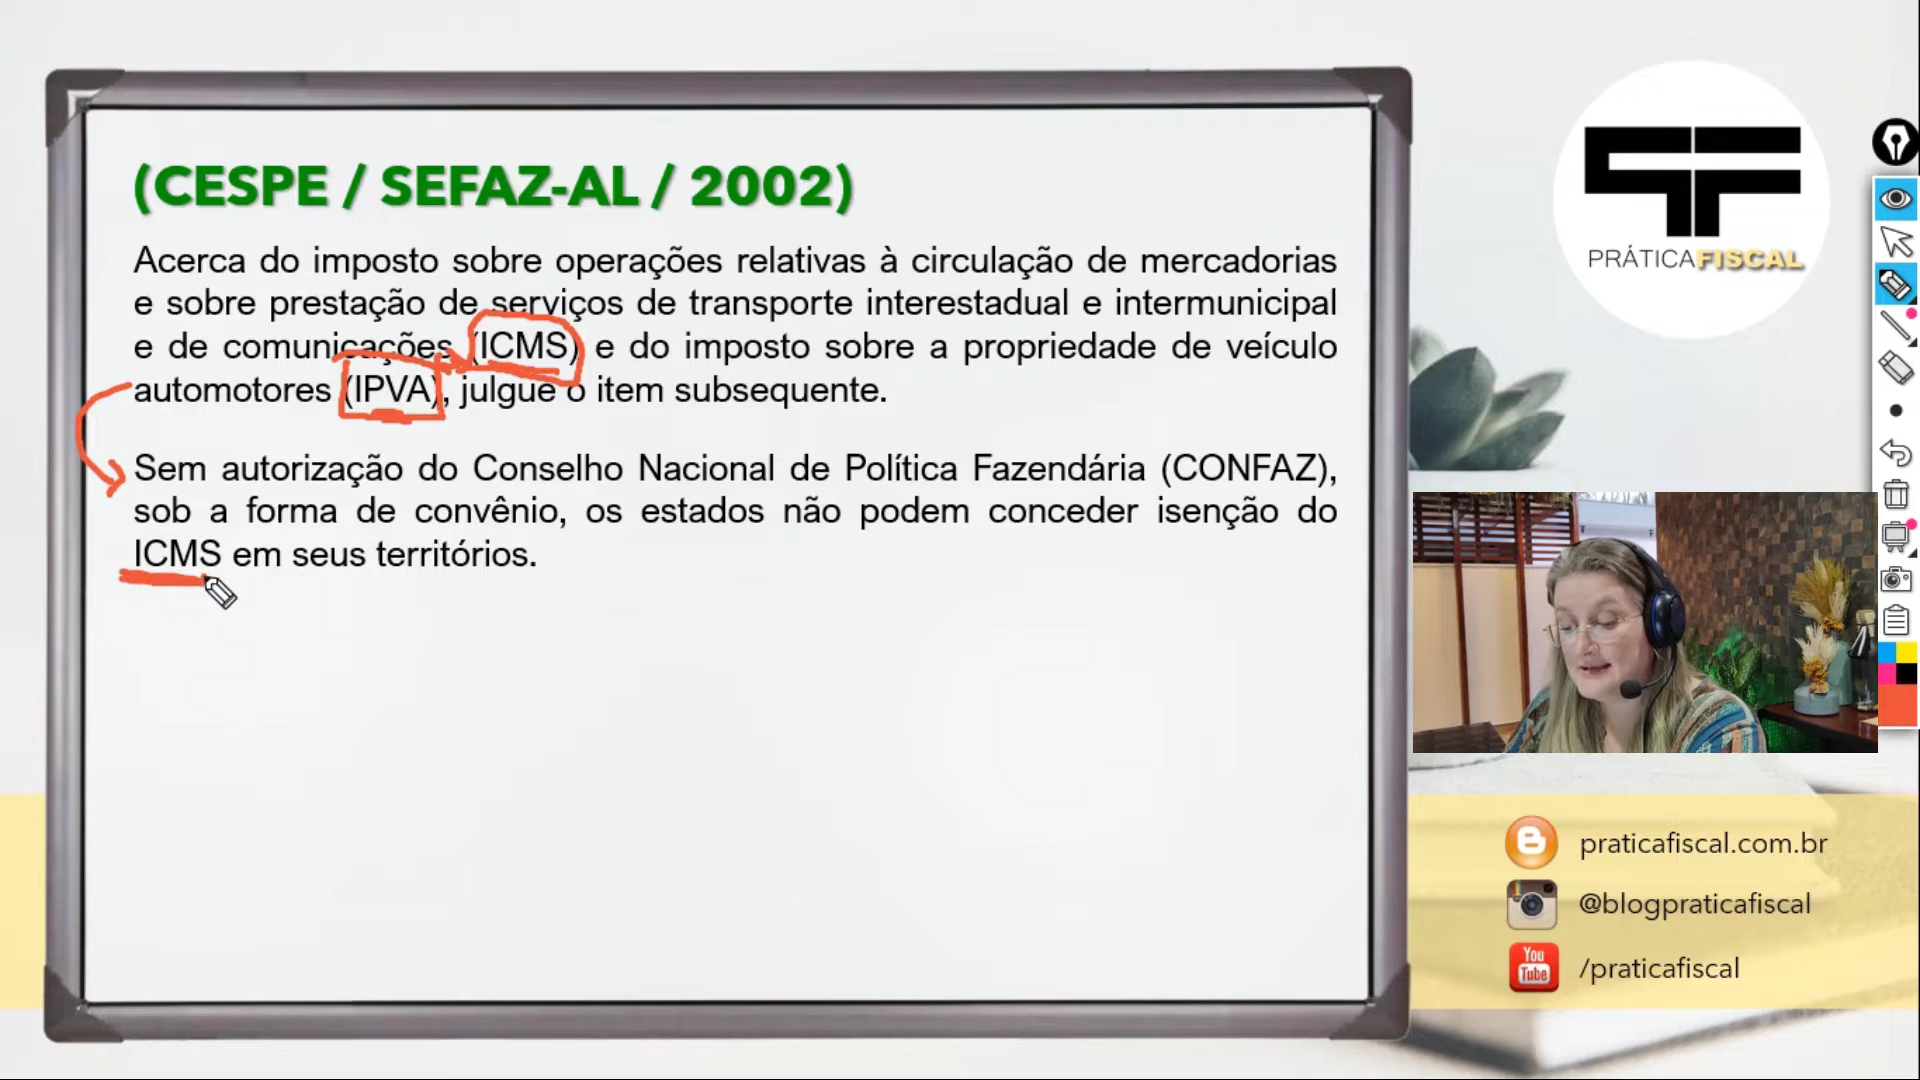 (CESPE / SEFAZ-AL / 2002)
Acerca do imposto sobre operações relativas à circulação de mercadorias
e sobre prestação de serviços de transporte interestadual e intermunicipal
e de comunicações (ICMS) e do imposto sobre a propriedade de veículo
automotores (IPVA), julgue o item subsequente.
Sem autorização do Conselho Nacional de Política Fazendária (CONFAZ),
sob a forma de convênio, os estados não podem conceder isenção do
ICMS em seus territórios.
PRÁTICAFISCAL
praticafiscal.com.br
@blogpraticafiscal
You
Tube
/praticafiscal